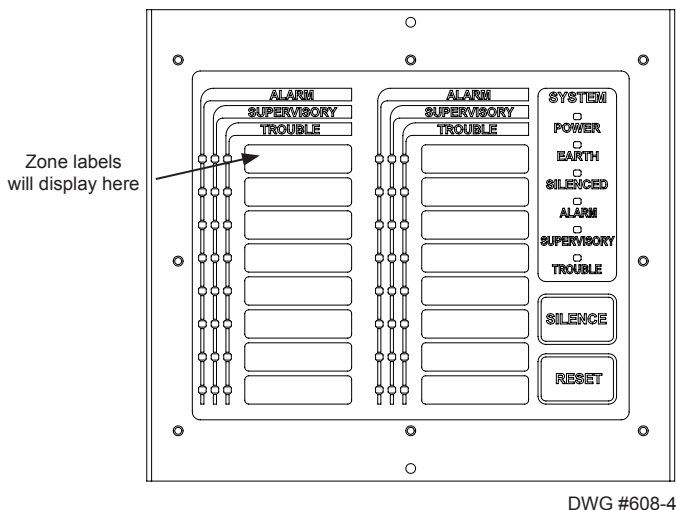 ALARM
SUPERVISORY
TROUBLE
ALARM
SUPERVISORY
TROUBLE
SYSTEM
POWER
EARTH
SILENCED
ALARM
SUPERVISORY
TROUBLE
SILENCE
RESET
Zone labels
will display here
DWG #608-4